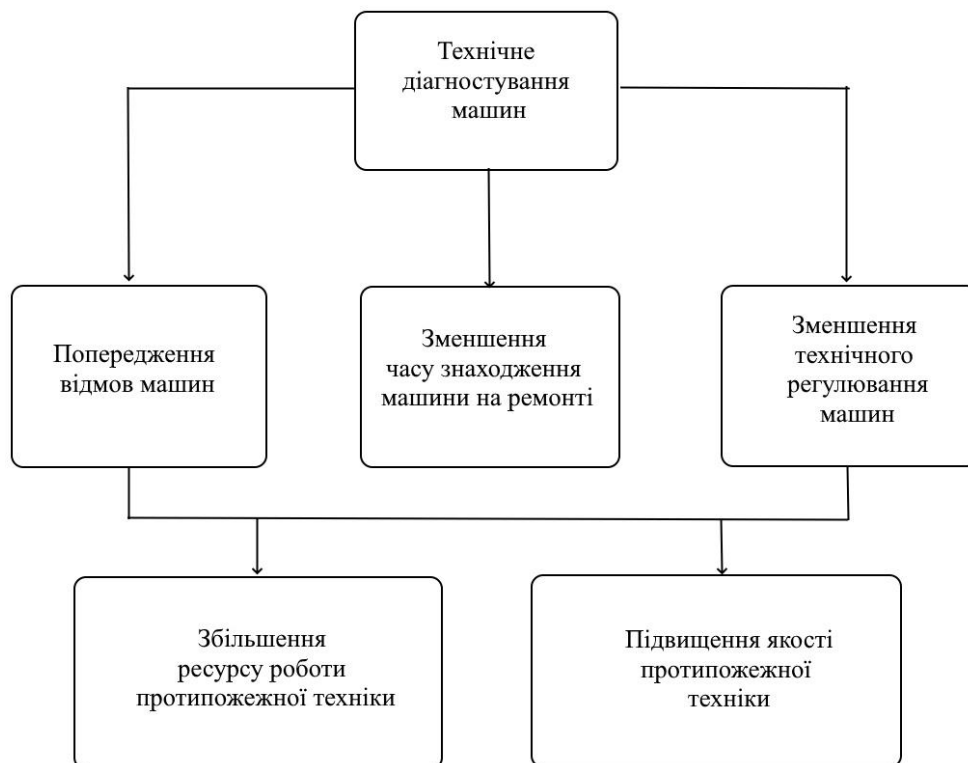 Технічне
діагностування
машин
Попередження
відмов машин
Зменшення
часу знаходження
машини на ремонті
Зменшення
технічного
регулювання
машин
Збільшення
ресурсу роботи
протипожежної техніки
Підвищення якості
протипожежної
техніки